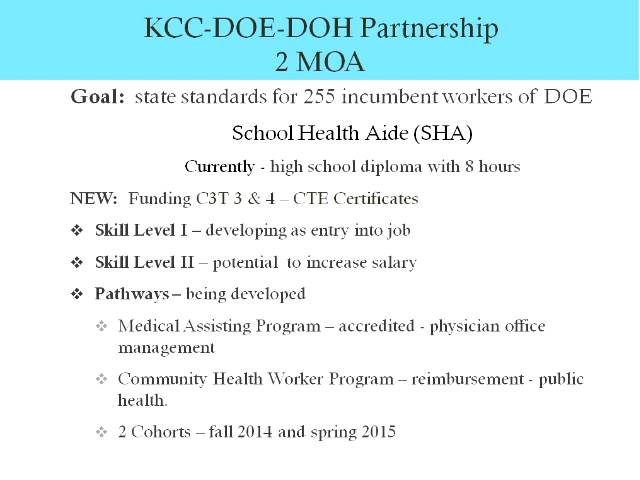 KCC-DOE-DOH Partnership
2 MOA
Goal: state standards for 255 incumbent workers of DOE
School Health Aide (SHA)
Currently - high school diploma with 8 hours
NEW: Funding C3T 3 & 4 – CTE Certificates
❖ Skill Level I – developing as entry into job
❖ Skill Level II – potential to increase salary
❖ Pathways – being developed
❖ Medical Assisting Program – accredited - physician office
management
❖ Community Health Worker Program – reimbursement - public
health.
❖ 2 Cohorts – fall 2014 and spring 2015